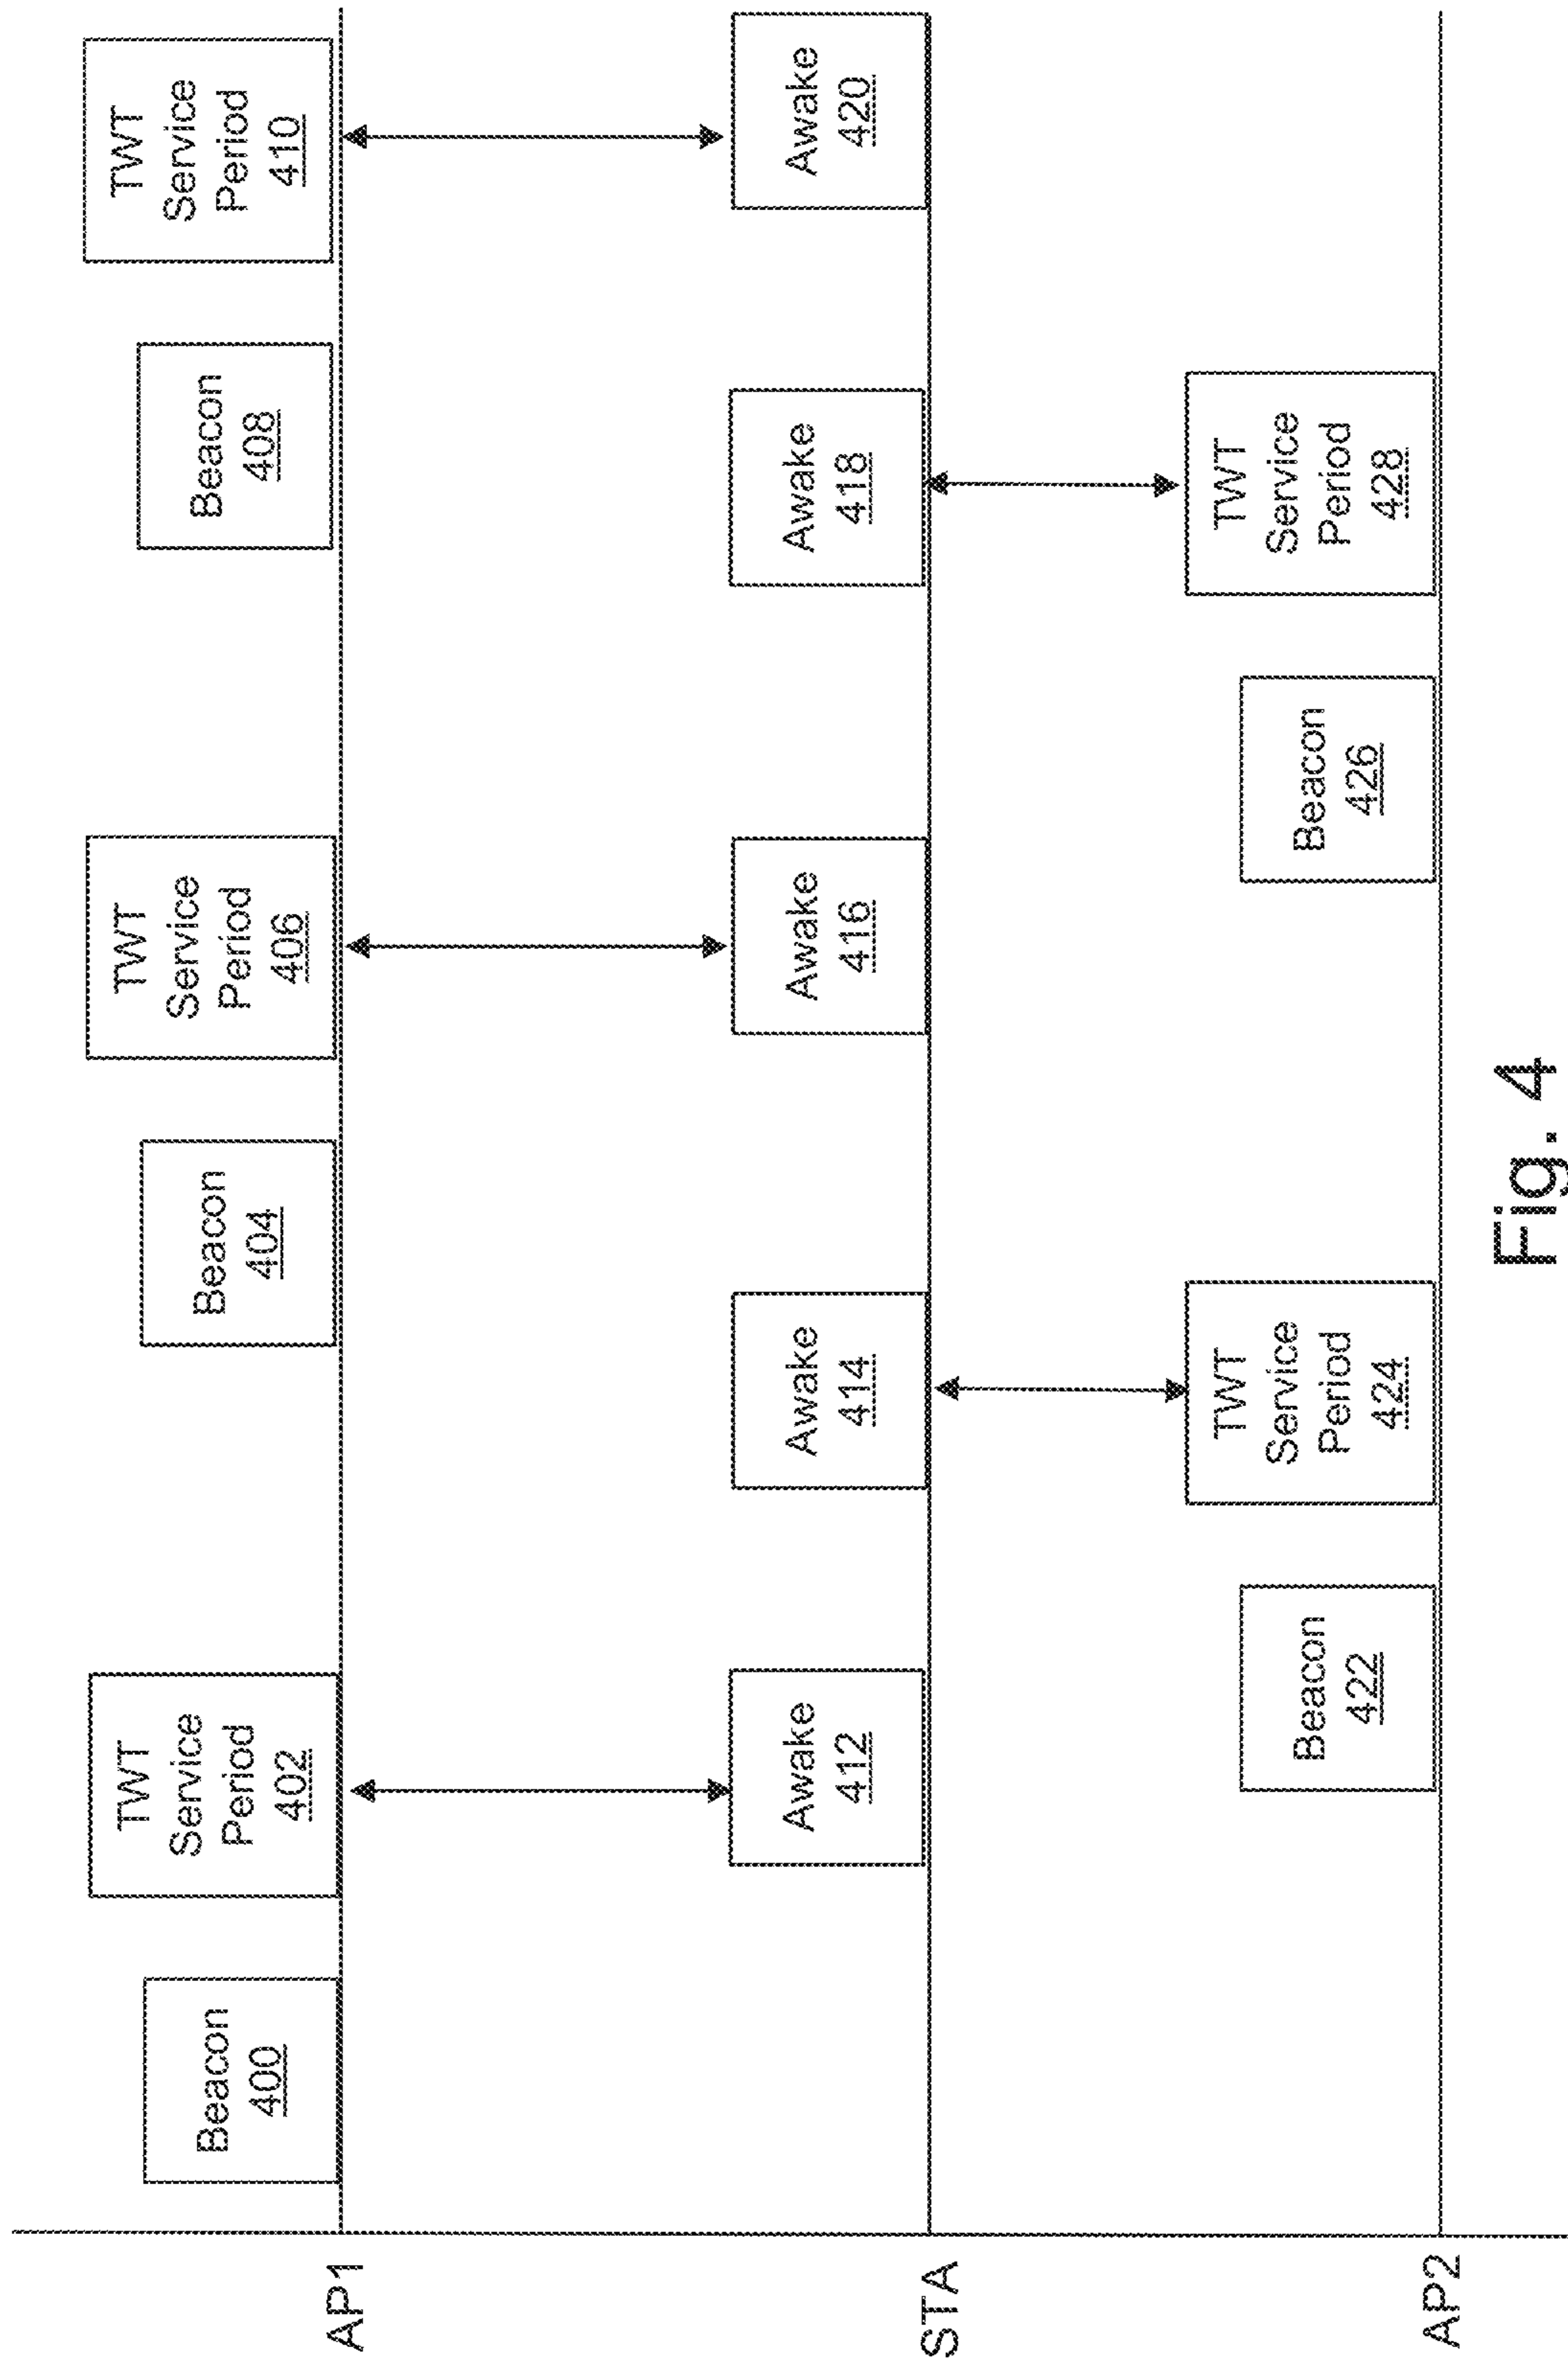 AP1
Beacon
400
TWT
Service
Period
402
Beacon
404
TWT
Service
Period
406
Beacon
408
TWT
Service
Period
410
STA
Awake
412
Awake
414
Awake
416
Awake
418
Awake
420
AP2
Beacon
422
TWT
Service
Period
424
Beacon
426
TWT
Service
Period
428
Fig. 4